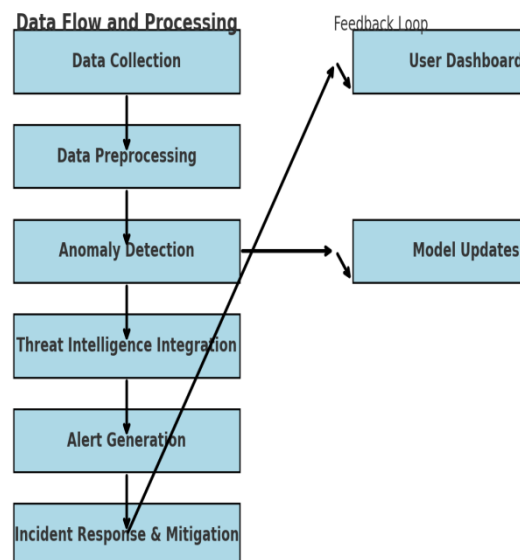 Data Flow and Processing
Feedback Loop
Data Collection
User Dashboard
Data Preprocessing
Anomaly Detection
Model Updates
Threat Intelligence Integration
Alert Generation
Incident Response & Mitigation